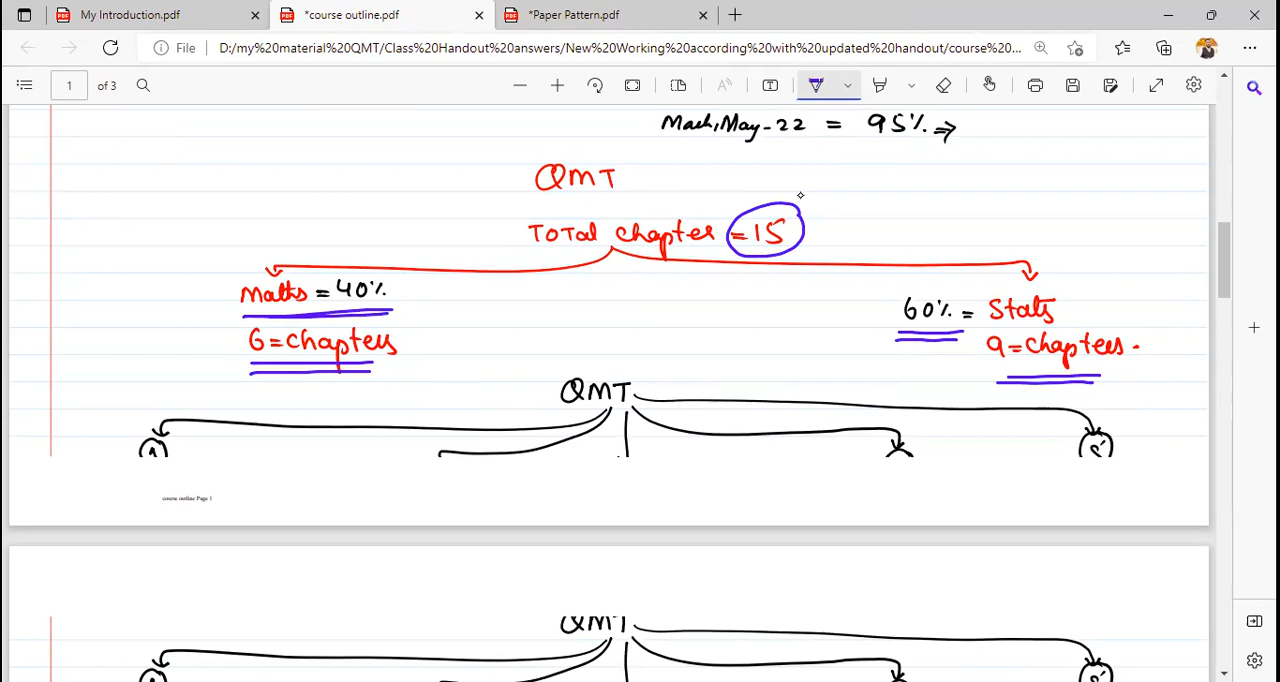 My Introduction.pdf
*course outline.pdf
*Paper Pattern.pdf
File
D:/my%20material%20QMT/Class%20Handout%20answers/New%20Working%20according%20with%20updated%20handout/course%20...
1 of 3
Mach,May-22 = 95%. ⇒
QMT
Total chapter =15
Maths = 40%.
6=Chapters
60%. = Stats
9=chapters.
QMT
course outline Page 1
QMT